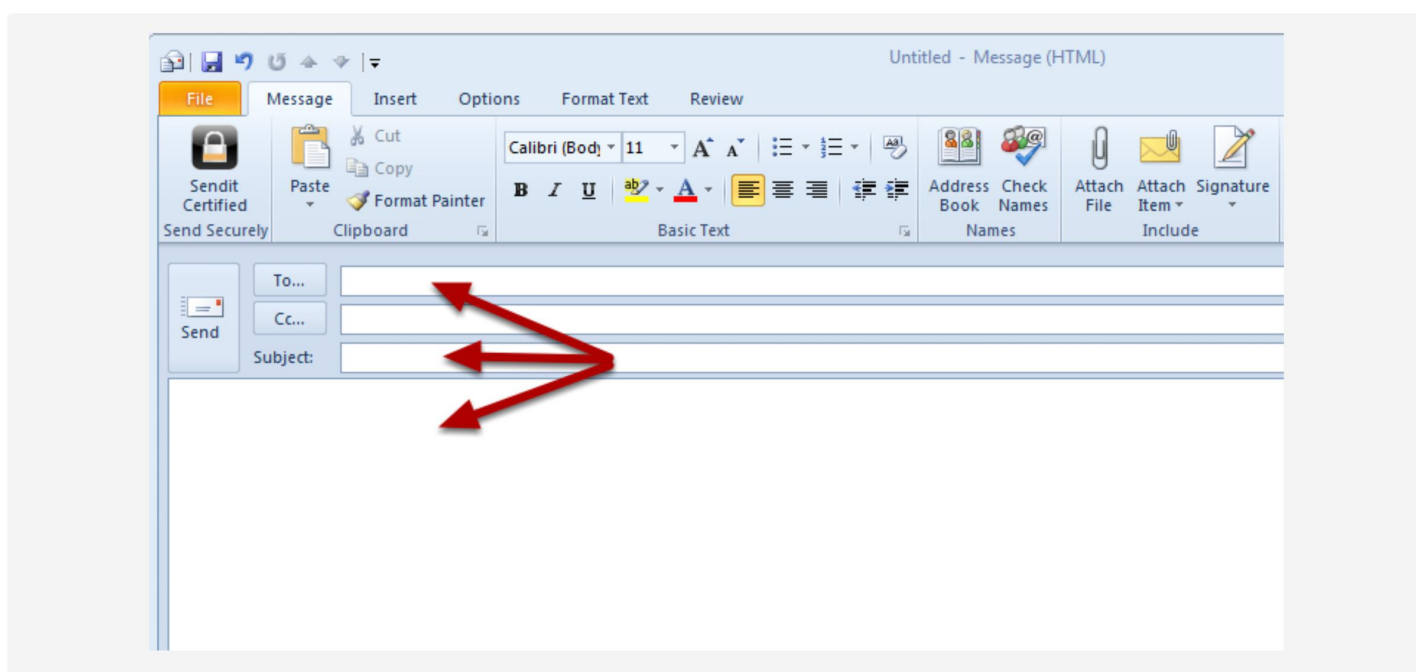 Untitled - Message (HTML)
File Message Insert Options Format Text Review
Cut
Calibri (Body 11 A A
Copy
Sendit Certified Paste Format Painter B I U ab A Address Book Check Names Attach File Attach Item Signature
Send Securely Clipboard Basic Text Names Include
To...
Send Cc...
Subject: